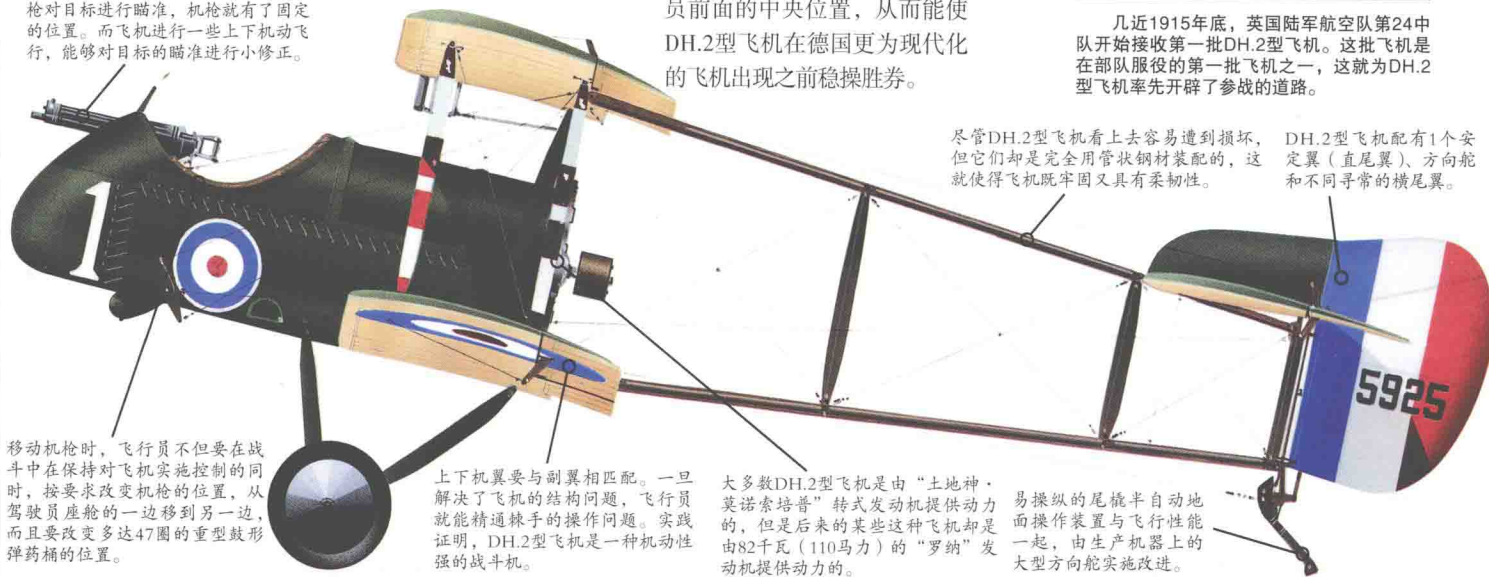 枪对目标进行瞄准，机枪就有了固定
的位置。而飞机进行一些上下机动飞
行，能够对目标的瞄准进行小修正。
员前面的中央位置，从而能使
DH.2型飞机在德国更为现代化
的飞机出现之前稳操胜券。
几近1915年底，英国陆军航空队第24中
队开始接收第一批DH.2型飞机。这批飞机是
在部队服役的第一批飞机之一，这就为DH.2
型飞机率先开辟了参战的道路。
尽管DH.2型飞机看上去容易遭到损坏，
但它们却是完全用管状钢材装配的，这
就使得飞机既牢固又具有柔韧性。
DH.2型飞机配有1个安
定翼（直尾翼）、方向舵
和不同寻常的横尾翼。
1
5925
移动机枪时，飞行员不但要在战
斗中在保持对飞机实施控制的同
时，按要求改变机枪的位置，从
驾驶员座舱的一边移到另一边，
而且要改变多达47圈的重型鼓形
弹药桶的位置。
上下机翼要与副翼相匹配。一旦
解决了飞机的结构问题，飞行员
就能精通棘手的操作问题。实践
证明，DH.2型飞机是一种机动性
强的战斗机。
大多数DH.2型飞机是由“土地神·
莫诺索培普”转式发动机提供动力
的，但是后来的某些这种飞机却是
由82千瓦（110马力）的“罗纳”发
动机提供动力的。
易操纵的尾橇半自动地
面操作装置与飞行性能
一起，由生产机器上的
大型方向舵实施改进。